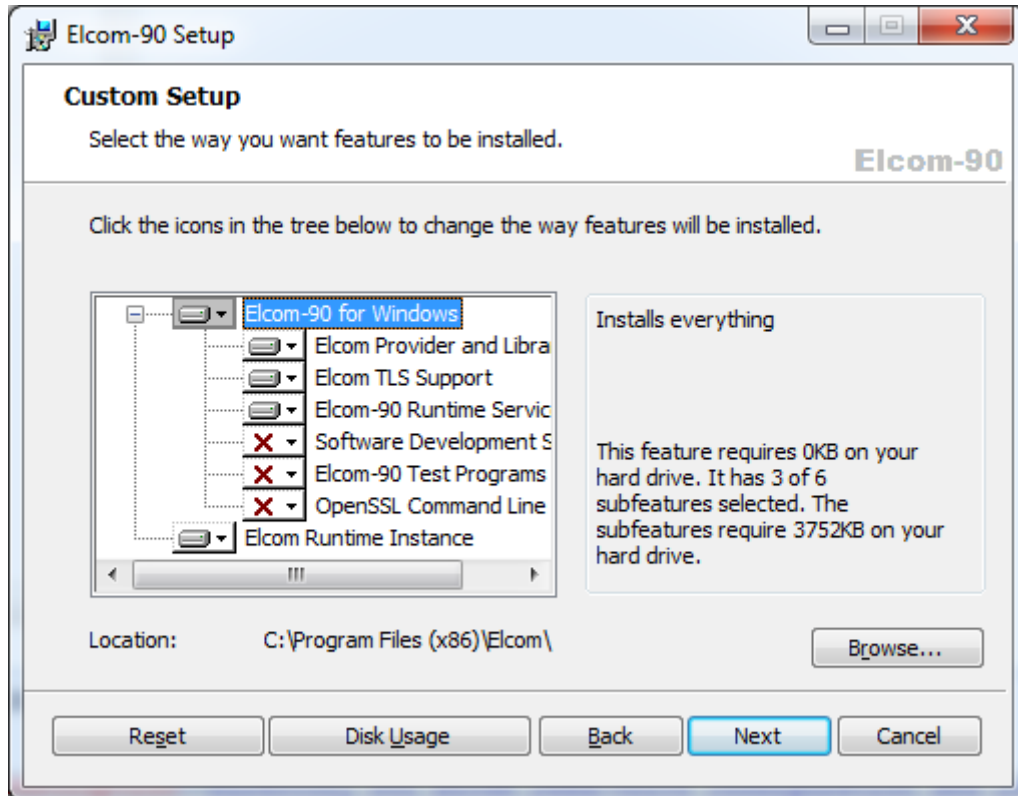 Elcom-90 Setup
Custom Setup
Select the way you want features to be installed.
Elcom-90
Click the icons in the tree below to change the way features will be installed.
Elcom-90 for Windows
Elcom Provider and Libra
Elcom TLS Support
Elcom-90 Runtime Servic
Software Development S
Elcom-90 Test Programs
OpenSSL Command Line
Elcom Runtime Instance
Installs everything
This feature requires 0KB on your
hard drive. It has 3 of 6
subfeatures selected. The
subfeatures require 3752KB on your
hard drive.
Location: C:\Program Files (x86)\Elcom\
Browse...
Reset Disk Usage Back Next Cancel